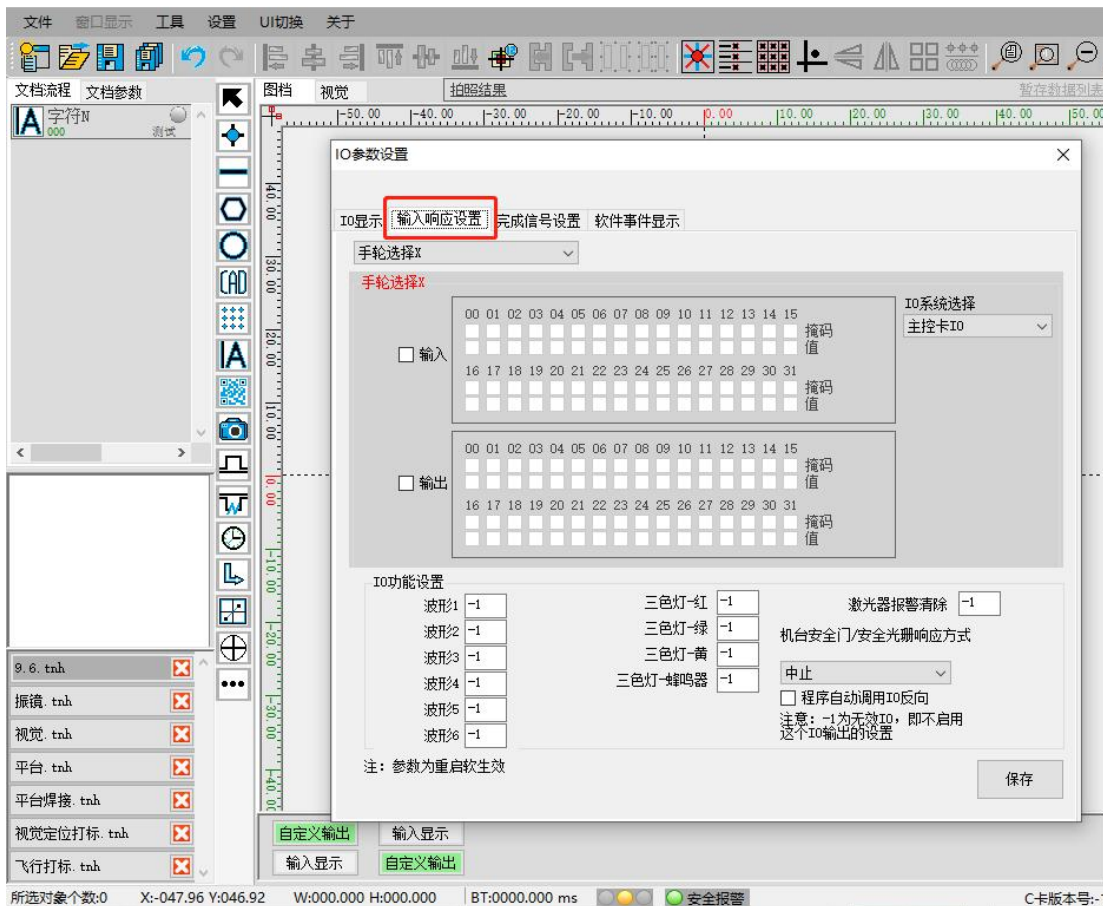 文件 窗口显示 工具 设置 UI切换 关于
文档流程 文档参数
字符N
000 测试
图档 视觉
拍照结果 暂存数据列表
-50.00 -40.00 -30.00 -20.00 -10.00 0.00 10.00 20.00 30.00 40.00 50.00
40.00
30.00
20.00
10.00
0.00
-10.00
-20.00
-30.00
-40.00
CAD
A
IO参数设置
IO显示 输入响应设置 完成信号设置 软件事件显示
手轮选择X
手轮选择X
IO系统选择
主控卡IO
输入
00 01 02 03 04 05 06 07 08 09 10 11 12 13 14 15
掩码
值
16 17 18 19 20 21 22 23 24 25 26 27 28 29 30 31
掩码
值
输出
00 01 02 03 04 05 06 07 08 09 10 11 12 13 14 15
掩码
值
16 17 18 19 20 21 22 23 24 25 26 27 28 29 30 31
掩码
值
IO功能设置
波形1 -1
波形2 -1
波形3 -1
波形4 -1
波形5 -1
波形6 -1
三色灯-红 -1
三色灯-绿 -1
三色灯-黄 -1
三色灯-蜂鸣器 -1
激光器报警清除 -1
机台安全门/安全光珊响应方式
中止
程序自动调用IO反向
注意：-1为无效IO，即不启用
这个IO输出的设置
注：参数为重启软生效
保存
9.6.tnh
振镜.tnh
视觉.tnh
平台.tnh
平台焊接.tnh
视觉定位打标.tnh
飞行打标.tnh
自定义输出 输入显示
输入显示 自定义输出
所选对象个数:0 X:-047.96 Y:046.92 W:000.000 H:000.000 BT:0000.000 ms 安全报警 C卡版本号:-